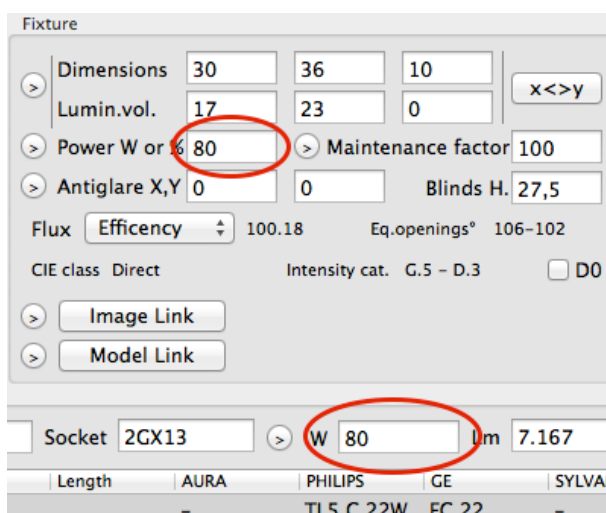 Fixture
Dimensions 30 36 10
x<>y
Lumin.vol. 17 23 0
> Power W or % 80 > Maintenance factor 100
> Antiglare X,Y 0 0 Blinds H. 27,5
Flux Efficency 100.18 Eq.openings° 106-102
CIE class Direct Intensity cat. G.5 - D.3 D0
> Image Link
> Model Link
Socket 2GX13 > W 80 Lm 7.167
Length AURA PHILIPS GE SYLVA
- TL5 C 22W FC 22 -